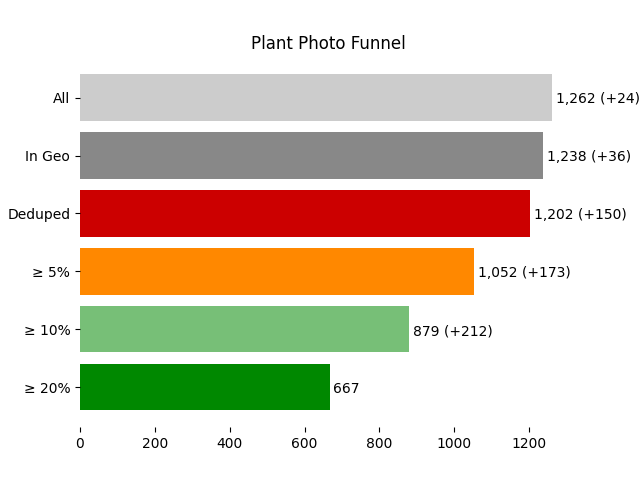 Plant Photo Funnel
All 1,262 (+24)
In Geo 1,238 (+36)
Deduped 1,202 (+150)
≥ 5% 1,052 (+173)
≥ 10% 879 (+212)
≥ 20% 667
0 200 400 600 800 1000 1200